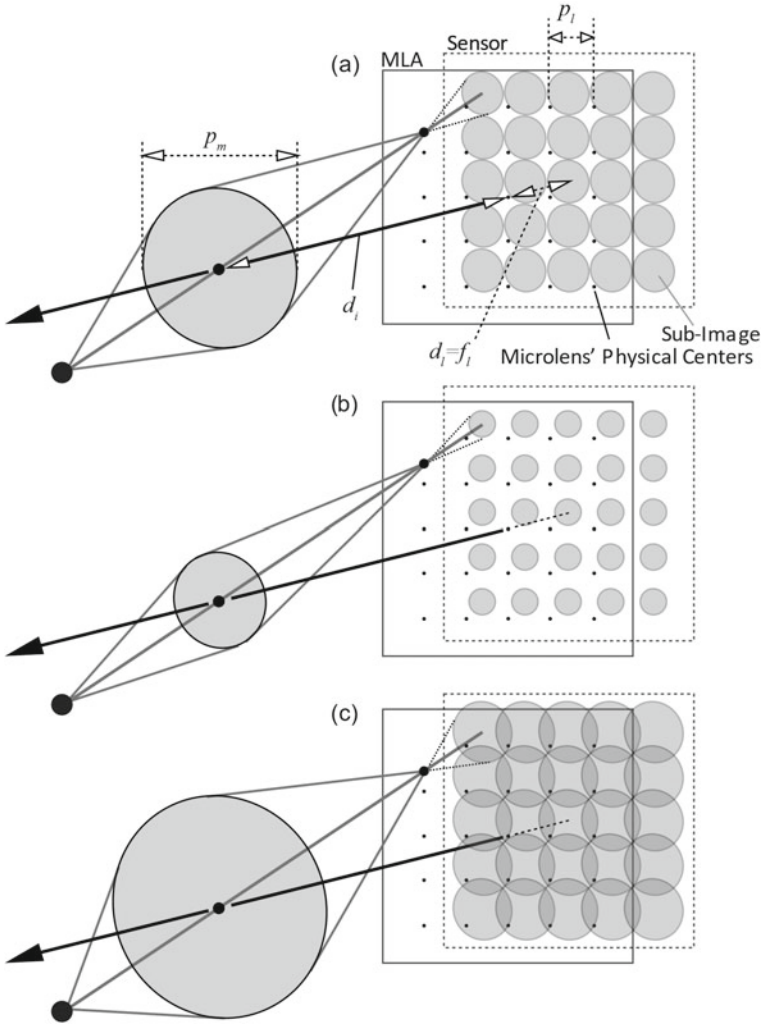 p_l
Sensor
(a)
MLA
p_m
d_i
Sub-Image
d_l=f_l
Microlens' Physical Centers
(b)
(c)